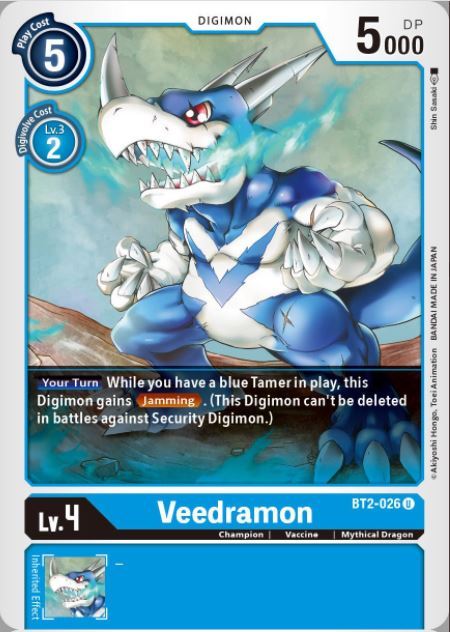 DIGIMON
Play Cost
5
DP
5000
Digivolve Cost
Lv.3
2
Shin Sasaki
©Akiyoshi Hongo, Toei Animation BANDAI MADE IN JAPAN
Your Turn While you have a blue Tamer in play, this
Digimon gains Jamming . (This Digimon can't be deleted
in battles against Security Digimon.)
BT2-026 U
Lv.4
Veedramon
Champion | Vaccine | Mythical Dragon
Inherited Effect
–